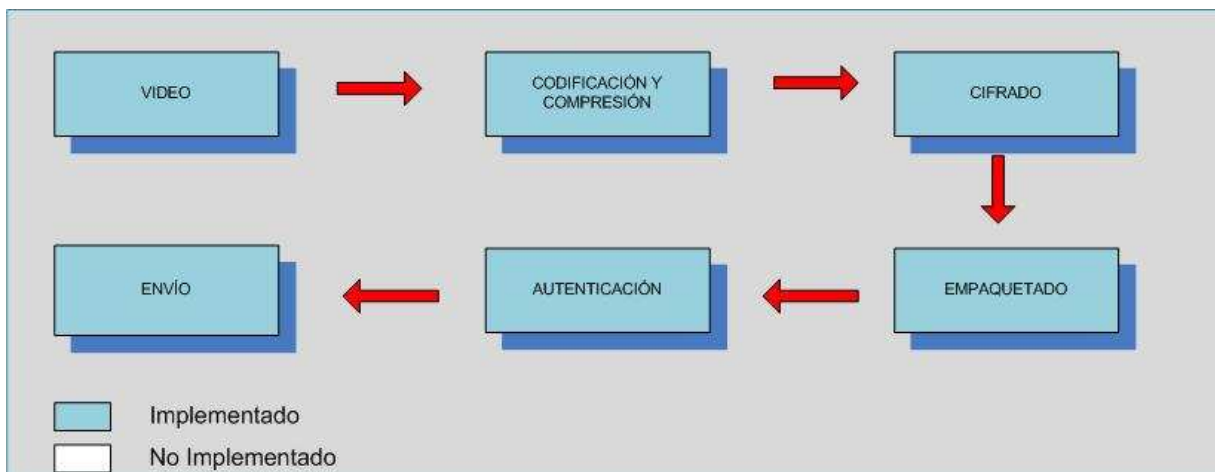 VIDEO
CODIFICACIÓN Y
COMPRESIÓN
CIFRADO
ENVÍO
AUTENTICACIÓN
EMPAQUETADO
Implementado
No Implementado